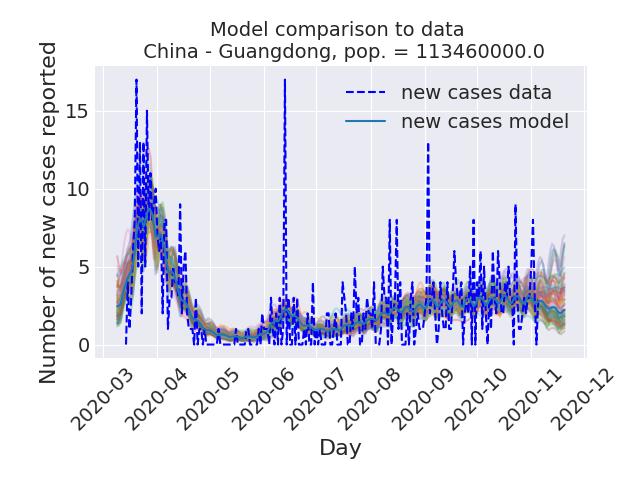 Model comparison to data
China - Guangdong, pop. = 113460000.0
Number of new cases reported
15
10
5
0
new cases data
new cases model
2020-03
2020-04
2020-05
2020-06
2020-07
2020-08
2020-09
2020-10
2020-11
2020-12
Day